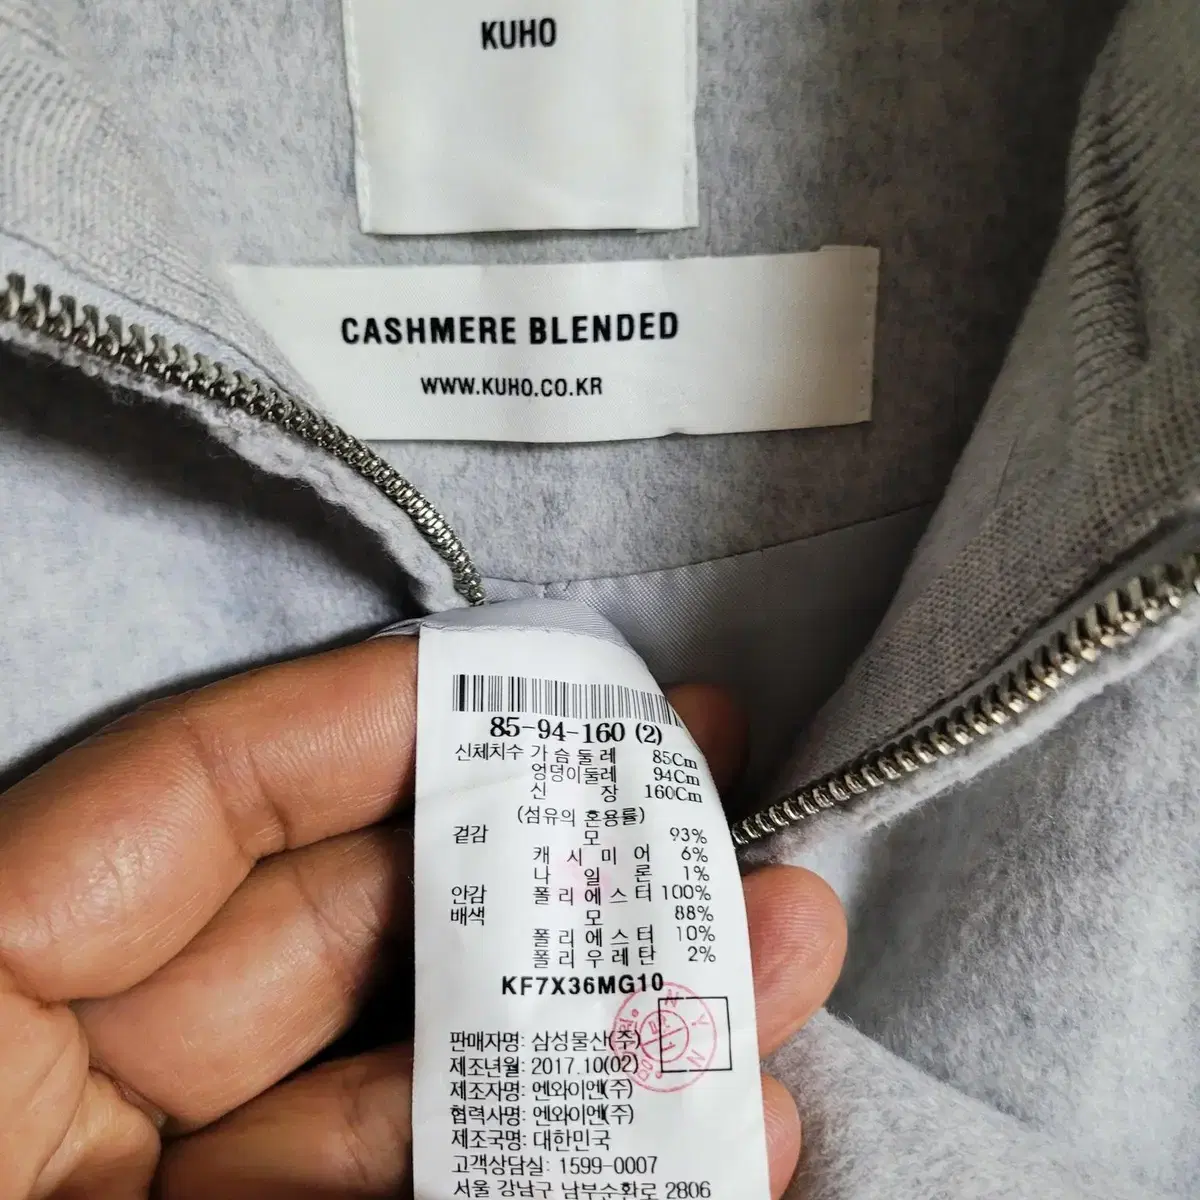 KUHO
CASHMERE BLENDED
WWW.KUHO.CO.KR
85-94-160 (2)
신체치수 가슴둘레 85Cm
엉덩이둘레 94Cm
신 장 160Cm
(섬유의 혼용률)
겉감 모 93%
캐시미어 6%
나일론 1%
안감 폴리에스터 100%
배색 모 88%
폴리에스터 10%
폴리우레탄 2%
KF7X36MG10
판매자명: 삼성물산(주)
제조년월: 2017.10(02)
제조자명: 엔와이엔(주)
협력사명: 엔와이엔(주)
제조국명: 대한민국
고객상담실: 1599-0007
서울 강남구 남부순환로 2806